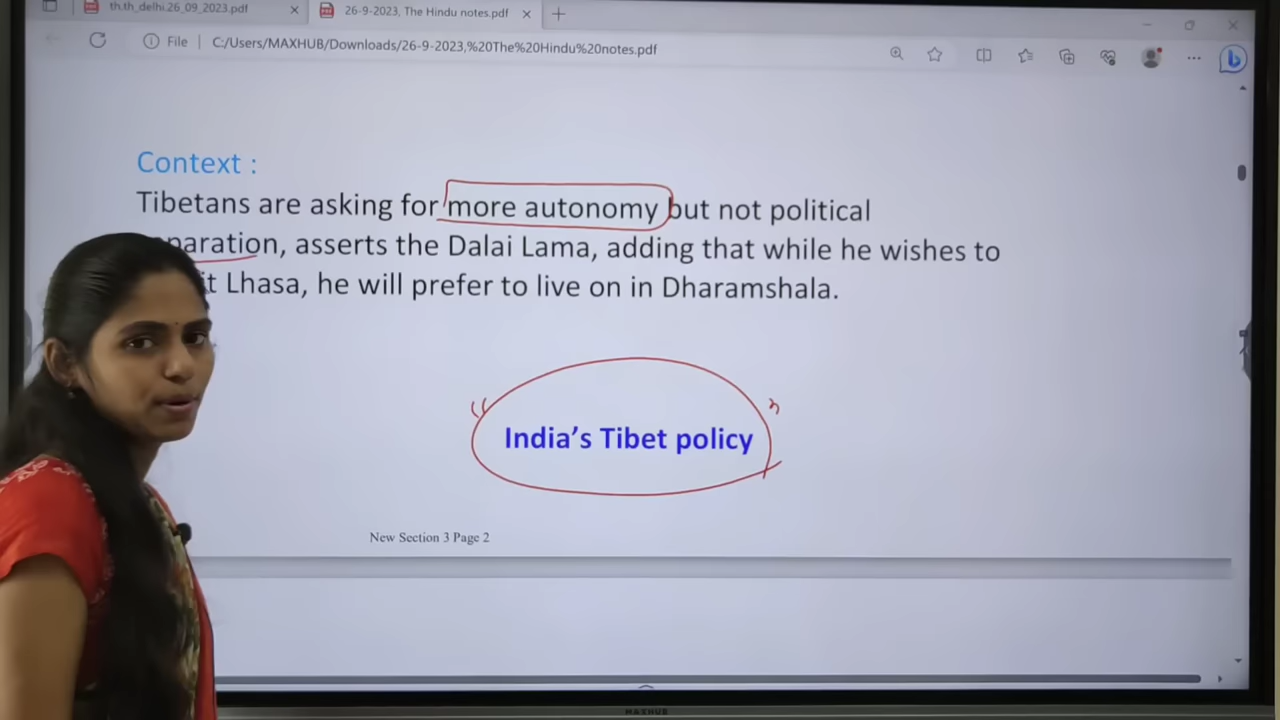 th.th_delhi.26_09_2023.pdf
26-9-2023, The Hindu notes.pdf
File
C:/Users/MAXHUB/Downloads/26-9-2023,%20The%20Hindu%20notes.pdf
Context :
Tibetans are asking for more autonomy but not political
paration, asserts the Dalai Lama, adding that while he wishes to
it Lhasa, he will prefer to live on in Dharamshala.
"India's Tibet policy"
New Section 3 Page 2
MAXHUB